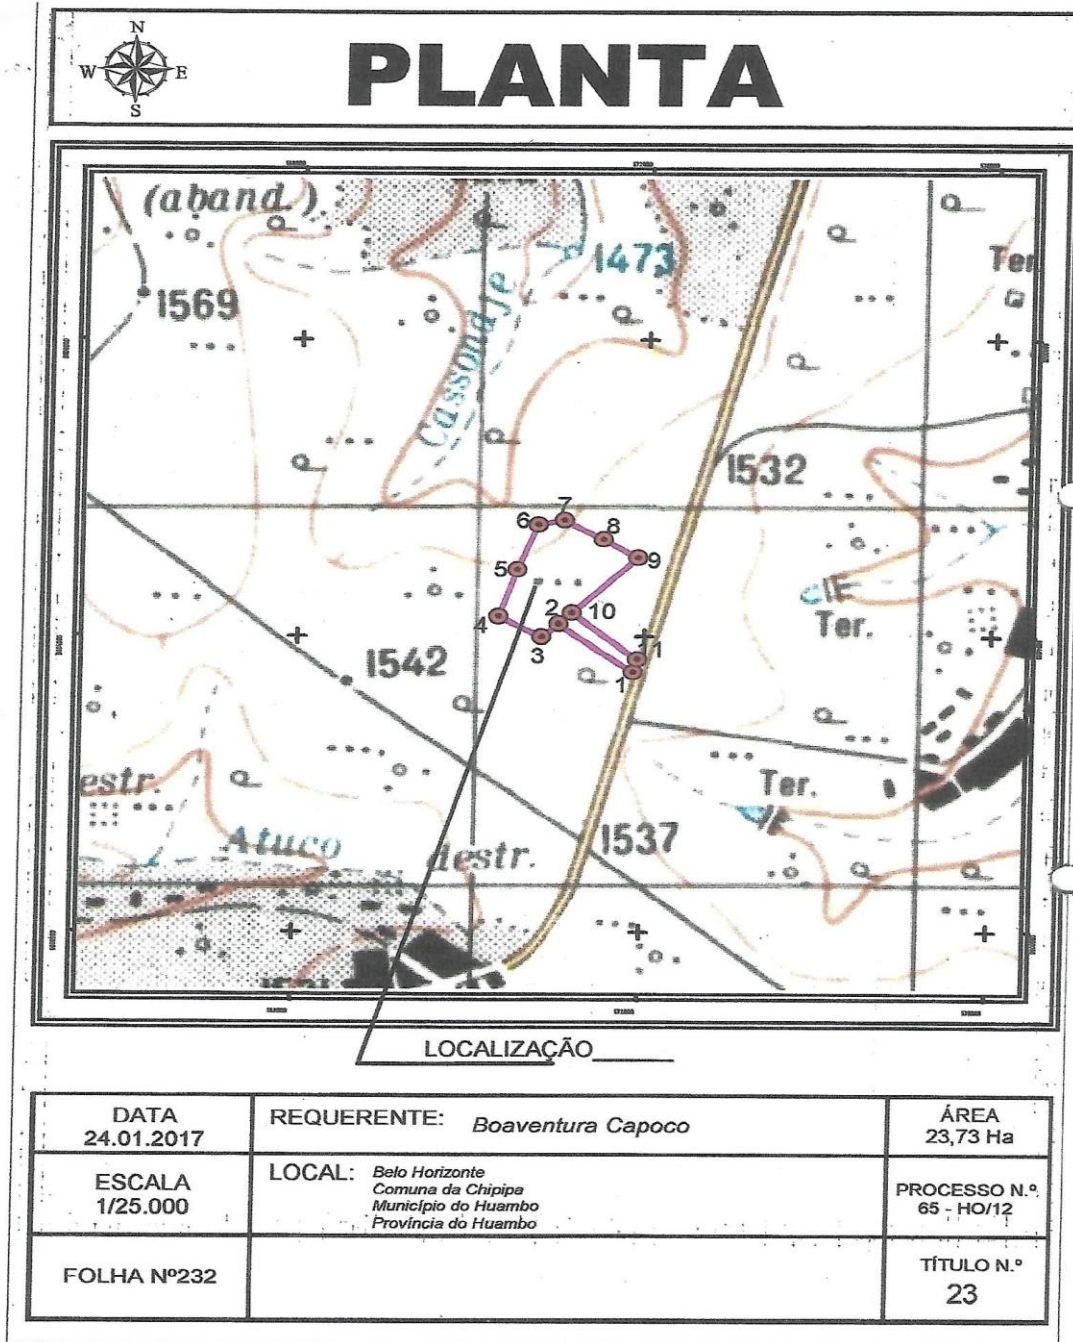 N
W E
S
PLANTA
(aband.)
1569
Cassondje
1473
Ter
1532
7
6
8
9
5
4
2
10
3
11
1
Ter.
1542
estr.
Atuco
destr.
1537
Ter.
LOCALIZAÇÃO
DATA
24.01.2017
REQUERENTE: Boaventura Capoco
ÁREA
23,73 Ha
ESCALA
1/25.000
LOCAL: Belo Horizonte
Comuna da Chipipa
Município do Huambo
Província do Huambo
PROCESSO N.º
65 - HO/12
FOLHA Nº232
TÍTULO N.º
23